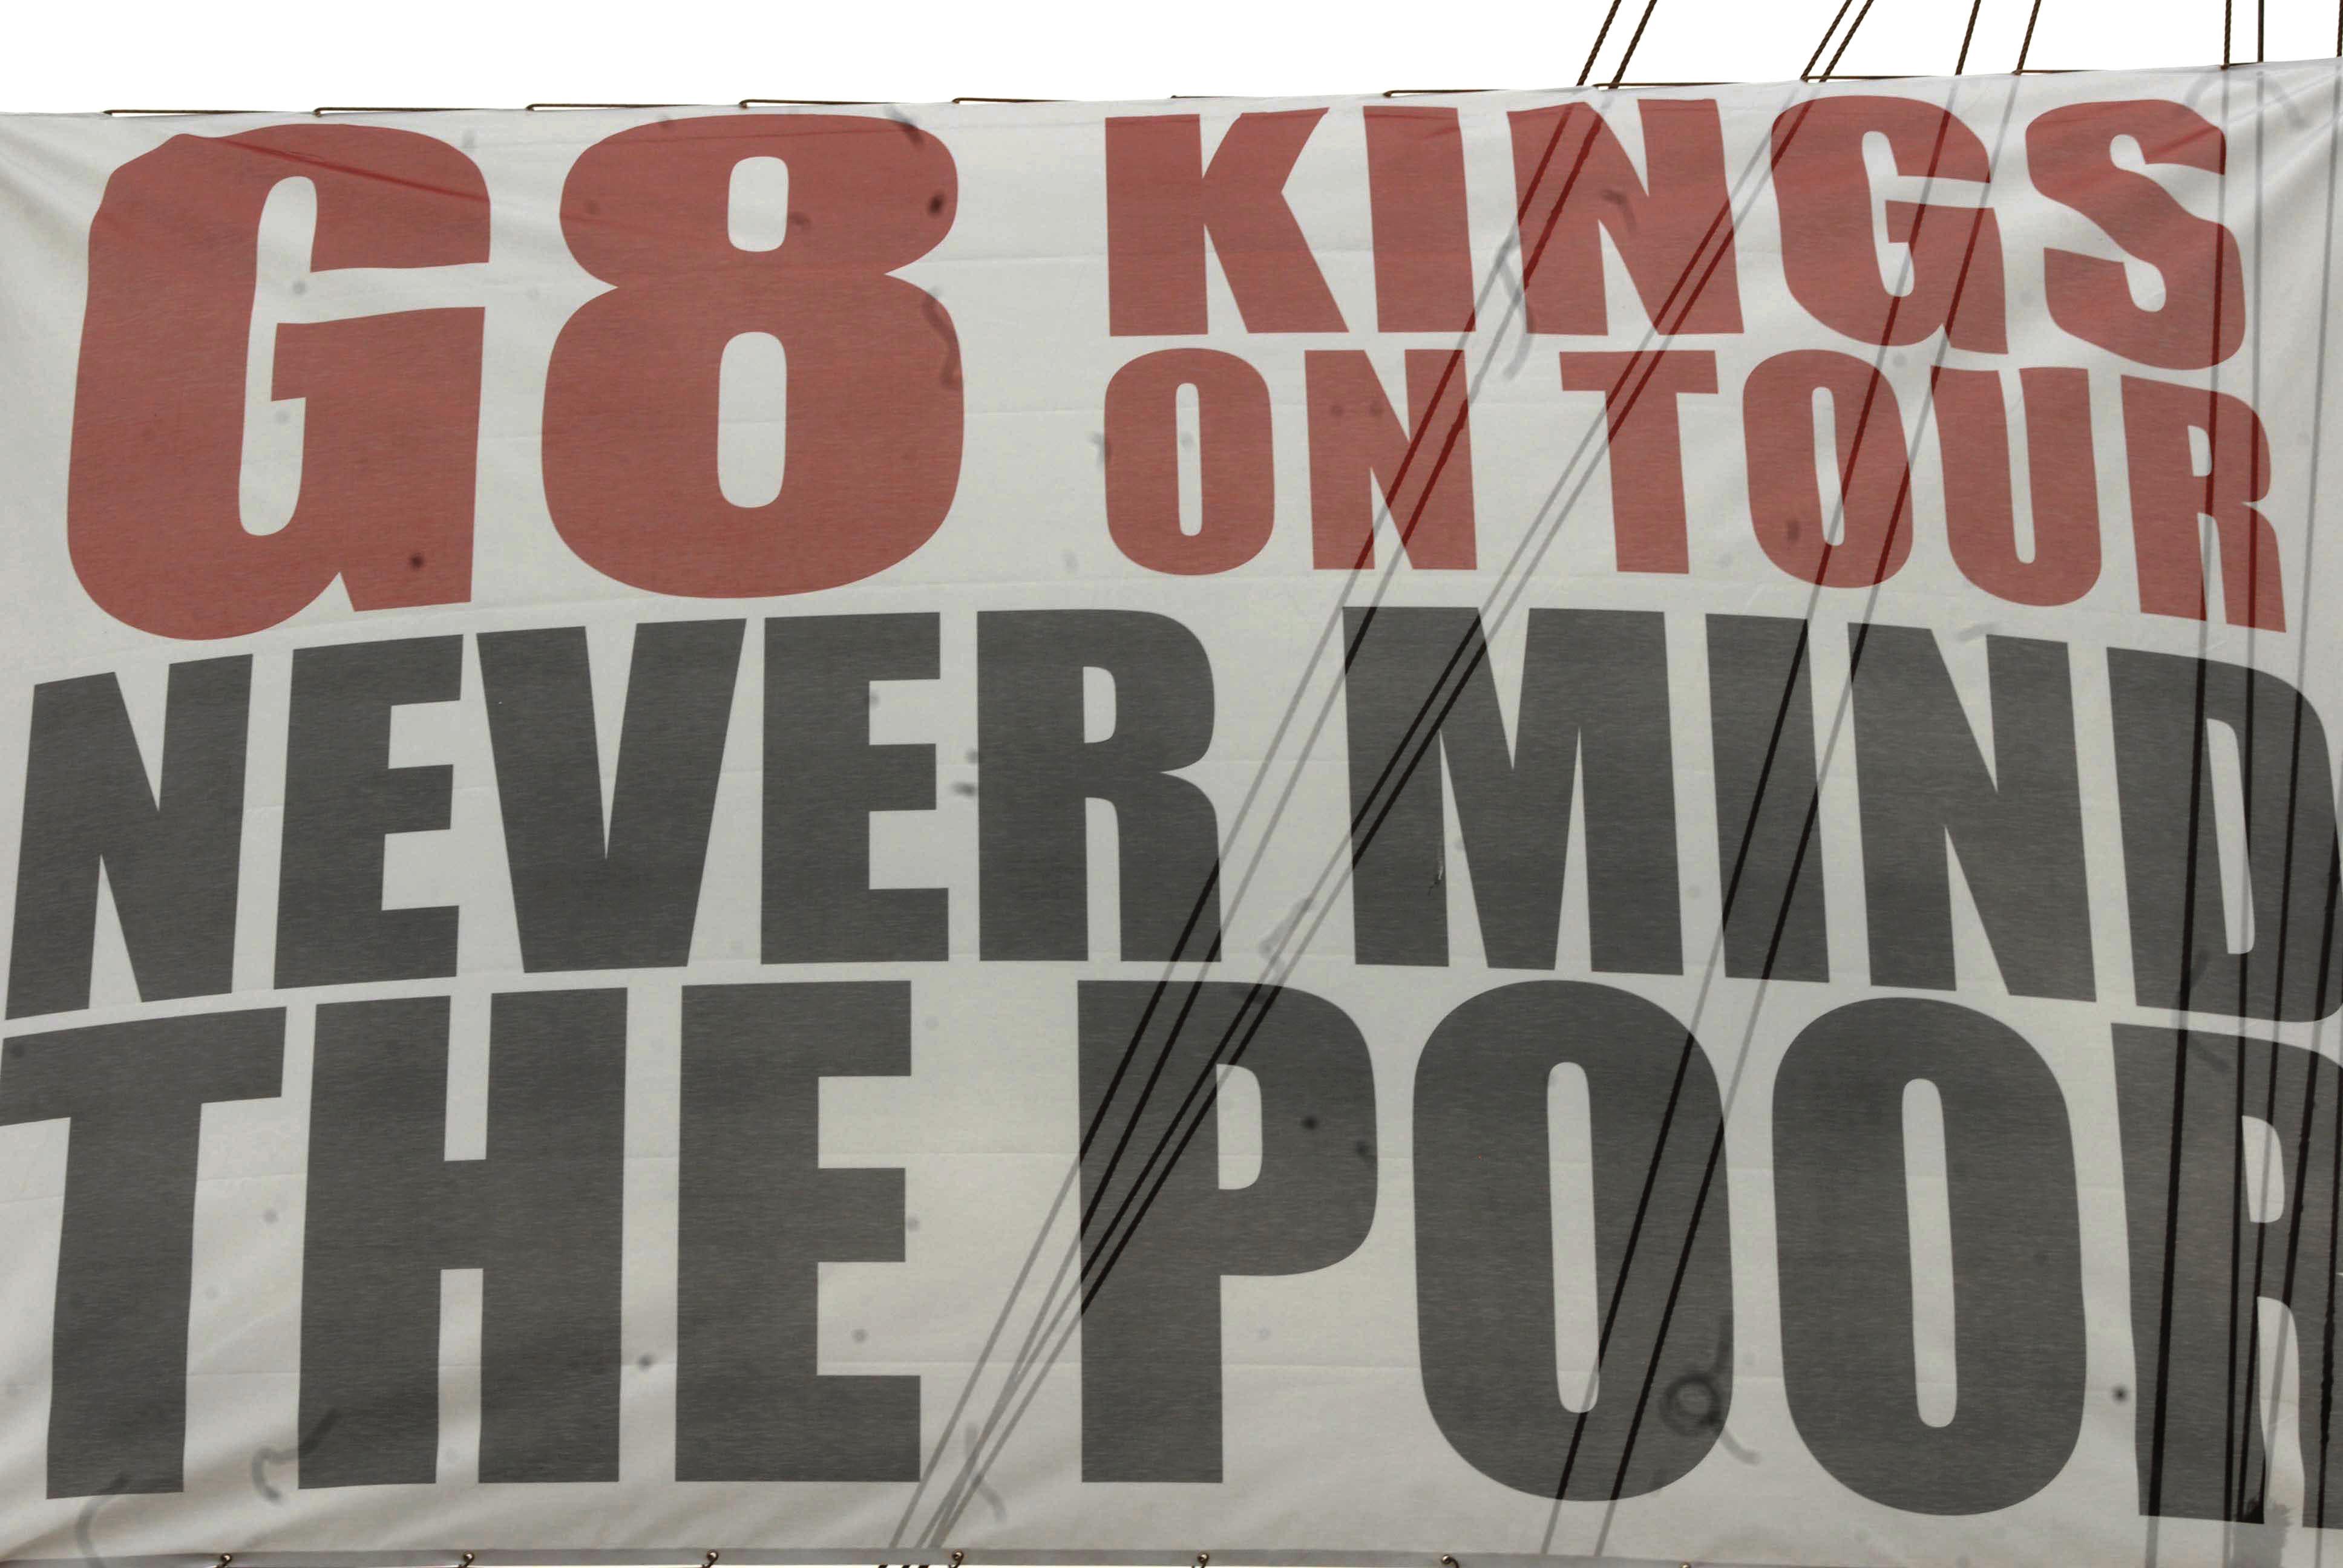 G8 KINGS
ON TOUR
NEVER MIND
THE POOR